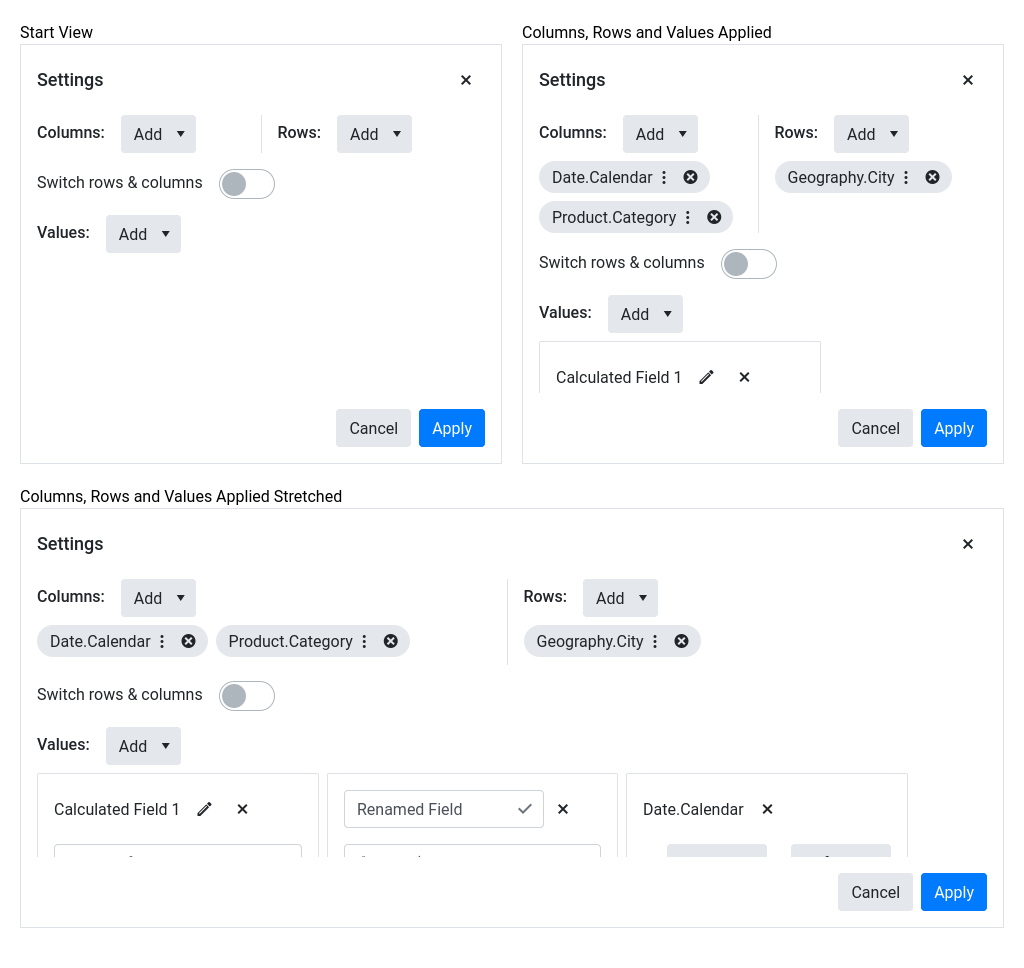 Start View
Settings
Columns: Add Rows: Add
Switch rows & columns
Values: Add
Cancel Apply
Columns, Rows and Values Applied
Settings
Columns: Add Rows: Add
Date.Calendar Geography.City
Product.Category
Switch rows & columns
Values: Add
Calculated Field 1
Cancel Apply
Columns, Rows and Values Applied Stretched
Settings
Columns: Add Rows: Add
Date.Calendar Product.Category Geography.City
Switch rows & columns
Values: Add
Calculated Field 1 Renamed Field Date.Calendar
Cancel Apply